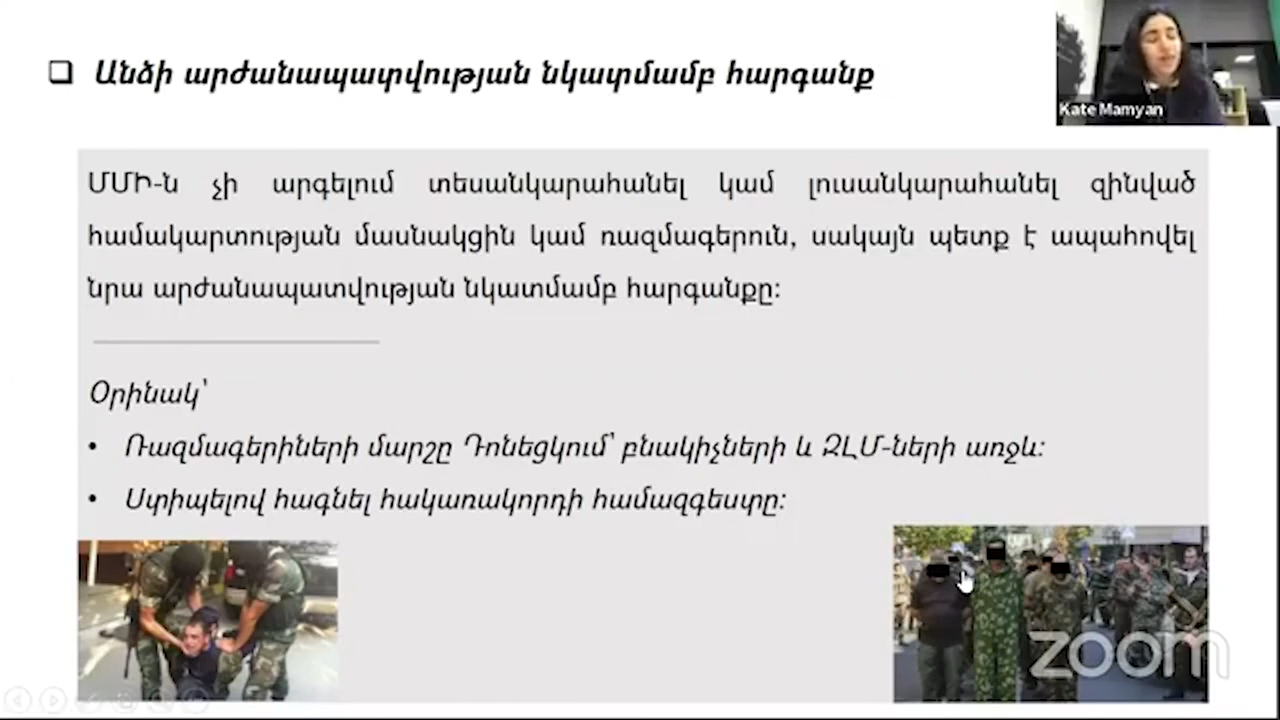 ❑ Անձի արժանապատվության նկատմամբ հարգանք
Kate Mamyan
ՄՄԻ-ն չի արգելում տեսանկարահանել կամ լուսանկարահանել զինված
համակարտության մասնակցին կամ ռազմագերուն, սակայն պետք է ապահովել
նրա արժանապատվության նկատմամբ հարգանքը:
Օրինակ՝
• Ռազմագերիների մարշը Դոնեցկում՝ բնակիչների և ԶԼՄ-ների առջև:
• Ստիպելով հագնել հակառակորդի համազգեստը:
zoom